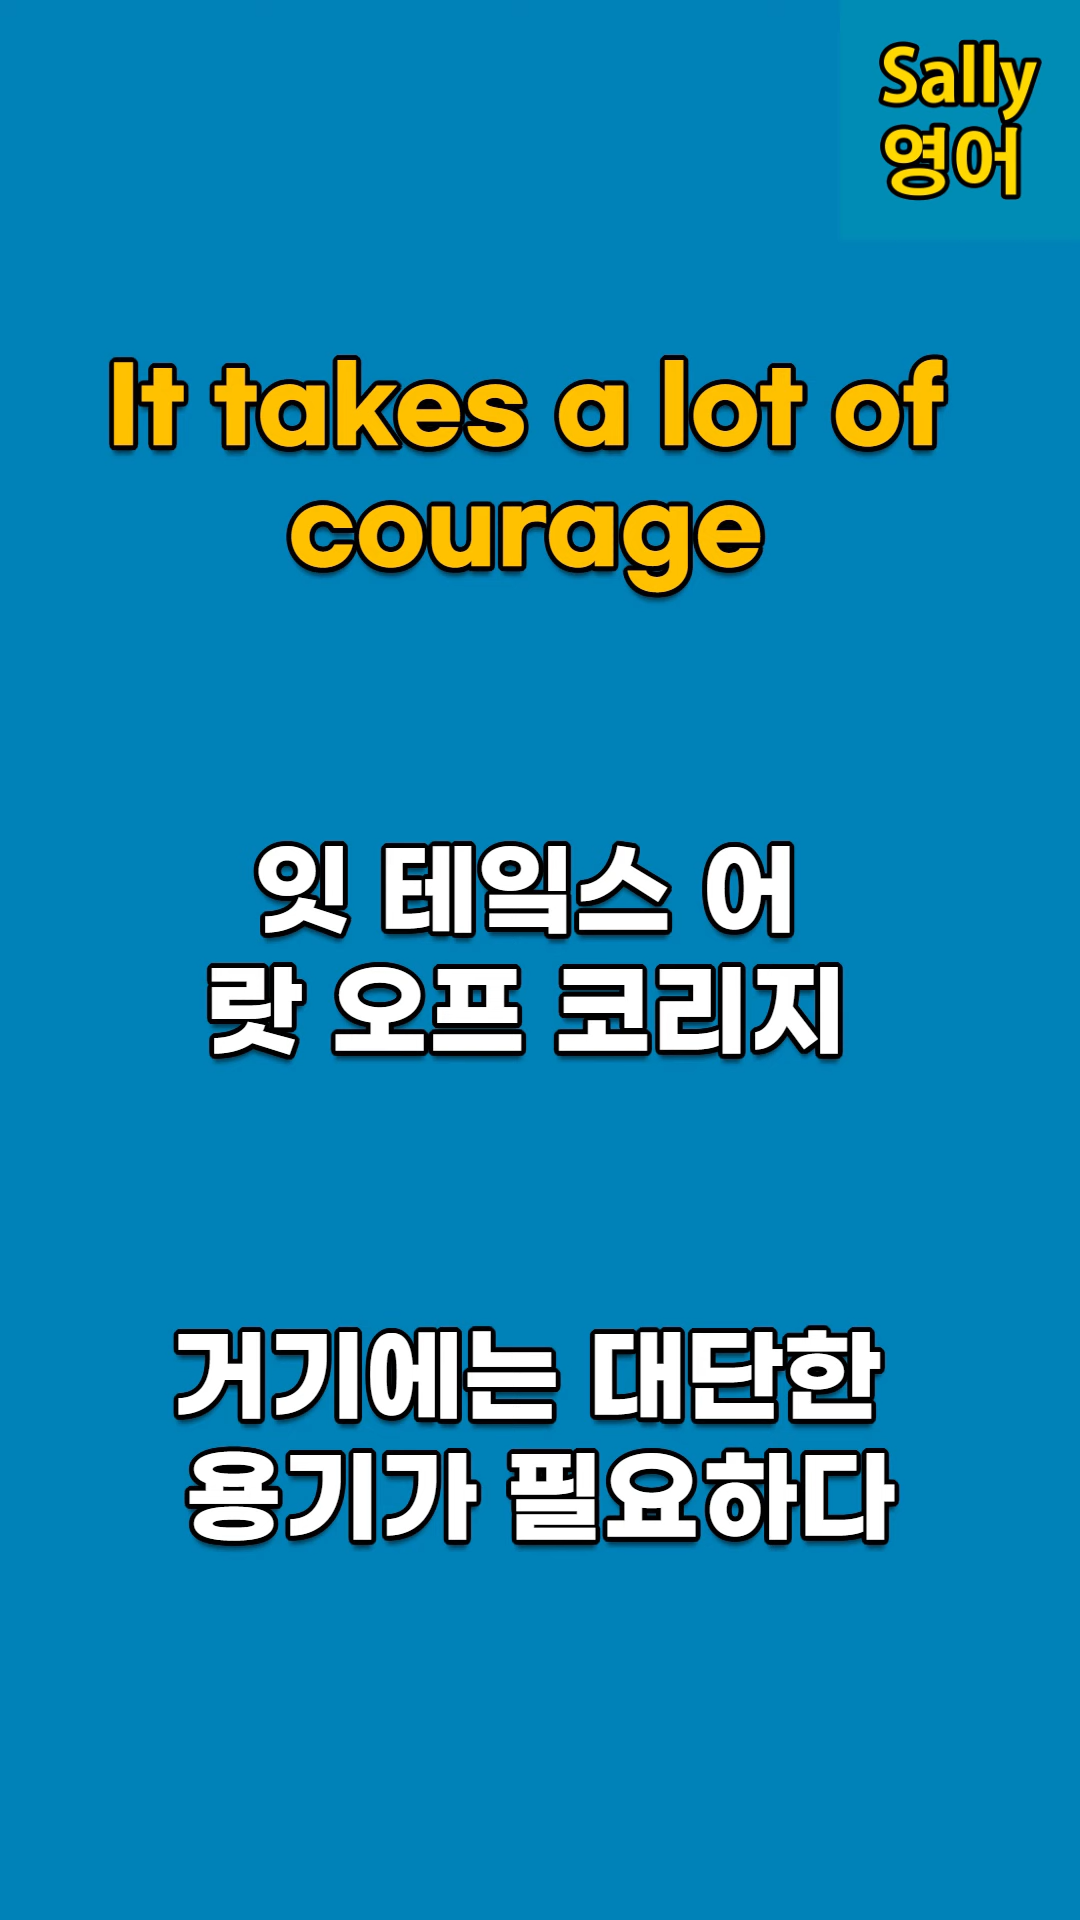 Sally
영어
It takes a lot of
courage
잇 테익스 어
랏 오프 코리지
거기에는 대단한
용기가 필요하다